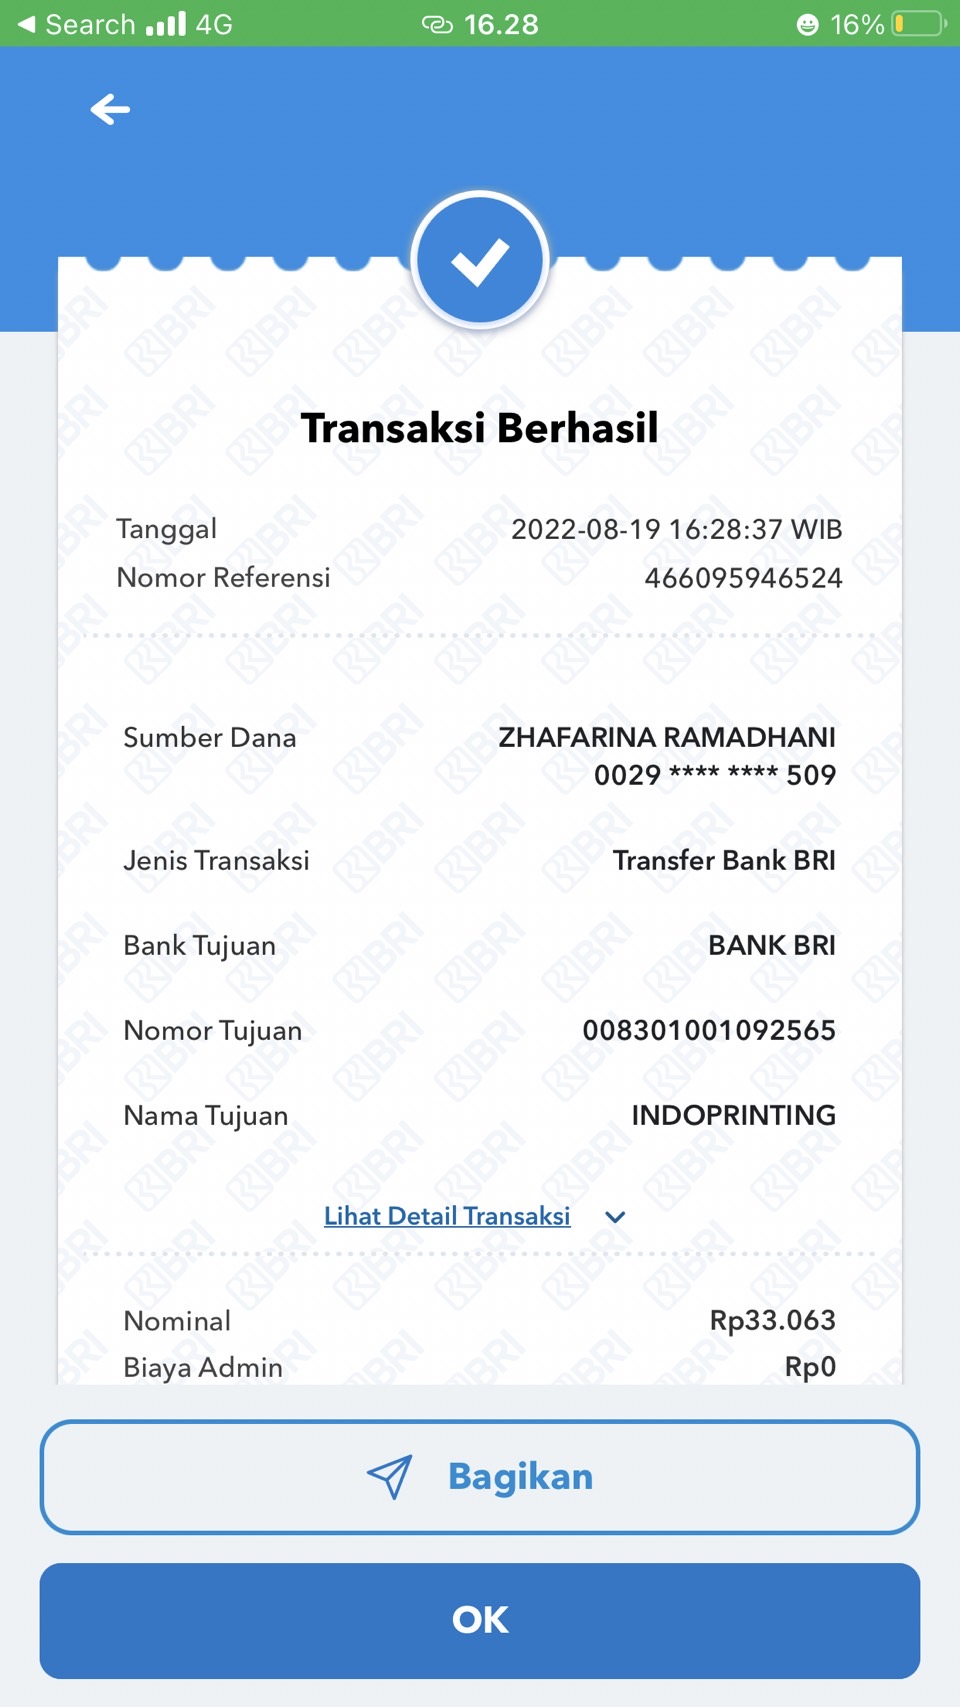 Search 4G 16.28 16%
Transaksi Berhasil
Tanggal 2022-08-19 16:28:37 WIB
Nomor Referensi 466095946524
Sumber Dana ZHAFARINA RAMADHANI
0029 **** **** 509
Jenis Transaksi Transfer Bank BRI
Bank Tujuan BANK BRI
Nomor Tujuan 008301001092565
Nama Tujuan INDOPRINTING
Lihat Detail Transaksi
Nominal Rp33.063
Biaya Admin Rp0
Bagikan
OK